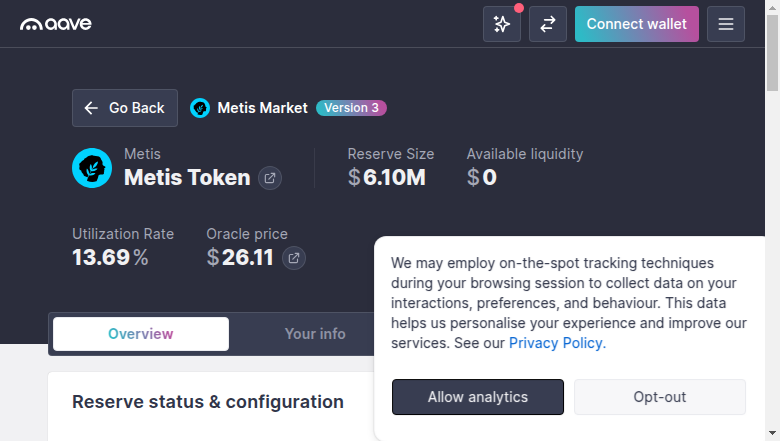 aave
Connect wallet
Go Back
Metis Market
Version 3
Metis
Metis Token
Reserve Size
$6.10M
Available liquidity
$0
Utilization Rate
13.69%
Oracle price
$26.11
We may employ on-the-spot tracking techniques
during your browsing session to collect data on your
interactions, preferences, and behaviour. This data
helps us personalise your experience and improve our
services. See our Privacy Policy.
Allow analytics
Opt-out
Overview
Your info
Reserve status & configuration